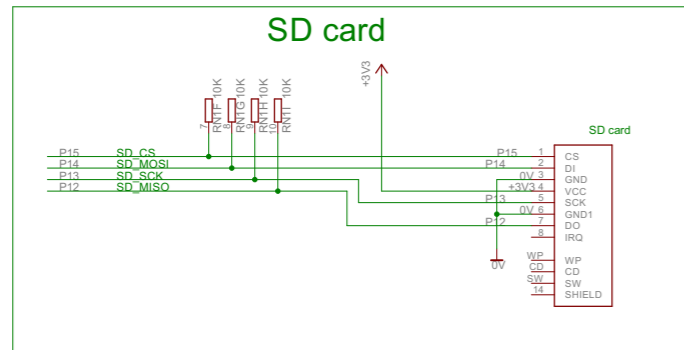 SD card
+3V3
RN1F 10K
RN1G 10K
RN1H 10K
RN1I 10K
7
8
9
10
SD card
P15 SD_CS P15 1 CS
P14 SD_MOSI P14 2 DI
P13 SD_SCK 0V 3 GND
P12 SD_MISO +3V3 4 VCC
P13 5 SCK
0V 6 GND1
P12 7 DO
8 IRQ
WP WP
CD CD
SW SW
14 SHIELD
0V